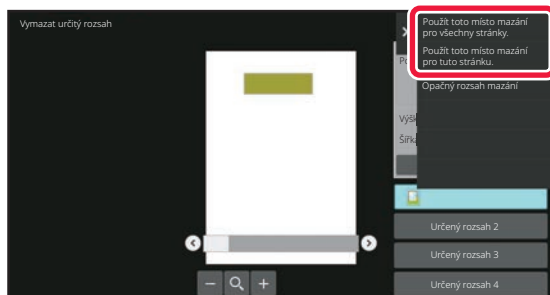 Vymazat určitý rozsah
Použít toto místo mazání
pro všechny stránky.
Použít toto místo mazání
pro tuto stránku.
Opačný rozsah mazání
Určený rozsah 2
Určený rozsah 3
Určený rozsah 4